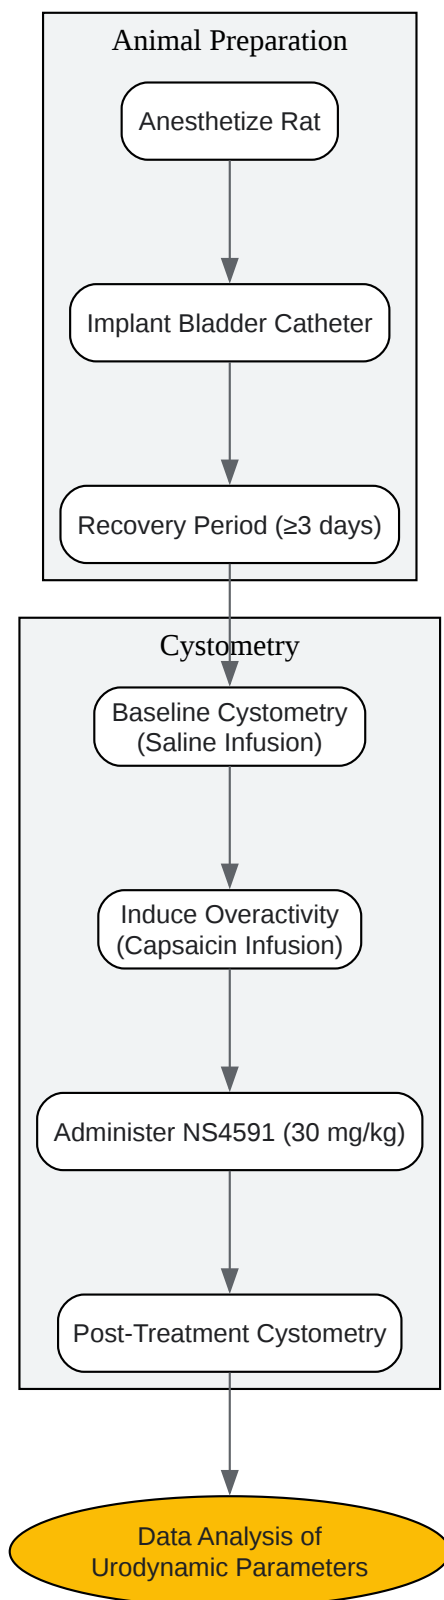 Animal Preparation
Anesthetize Rat
Implant Bladder Catheter
Recovery Period (≥3 days)
Cystometry
Baseline Cystometry
(Saline Infusion)
Induce Overactivity
(Capsaicin Infusion)
Administer NS4591 (30 mg/kg)
Post-Treatment Cystometry
Data Analysis of
Urodynamic Parameters